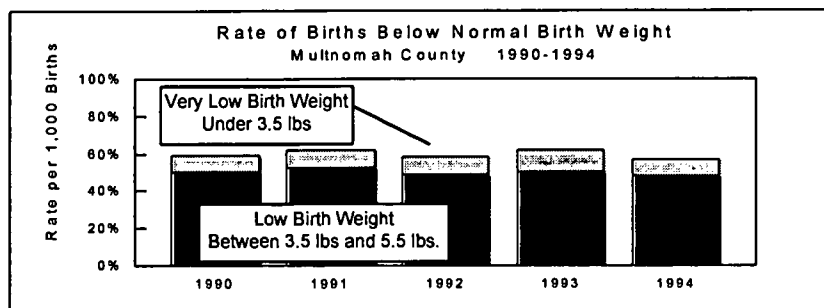 Rate of Births Below Normal Birth Weight
Multnomah County 1990-1994
Rate per 1,000 Births
100%
80%
60%
40%
20%
0%
Very Low Birth Weight
Under 3.5 lbs
Low Birth Weight
Between 3.5 lbs and 5.5 lbs.
1990 1991 1992 1993 1994